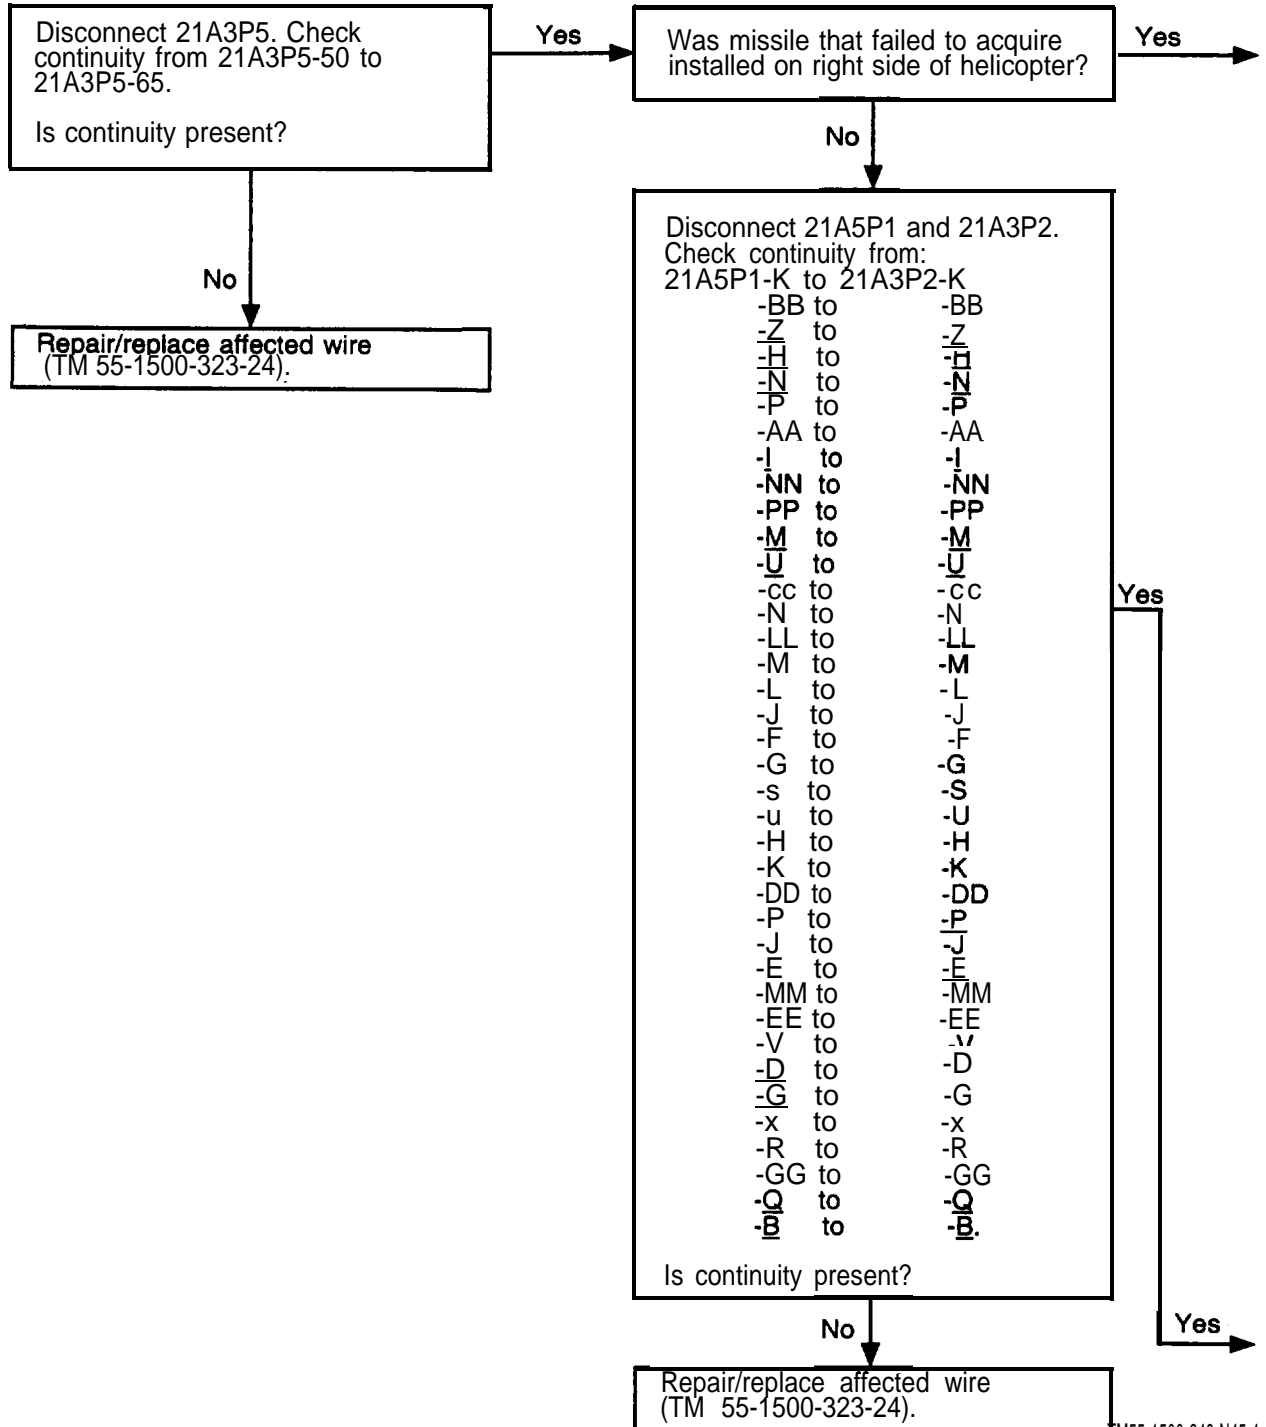 Disconnect 21A3P5. Check
continuity from 21A3P5-50 to
21A3P5-65.
Is continuity present?
Yes
Was missile that failed to acquire
installed on right side of helicopter?
Yes
No
No
Repair/replace affected wire
(TM 55-1500-323-24).
Disconnect 21A5P1 and 21A3P2.
Check continuity from:
21A5P1-K to 21A3P2-K
-BB to -BB
-Z to -Z
-H to -H
-N to -N
-P to -P
-AA to -AA
-I to -I
-NN to -NN
-PP to -PP
-M to -M
-U to -U
-cc to -cc
-N to -N
-LL to -LL
-M to -M
-L to -L
-J to -J
-F to -F
-G to -G
-s to -S
-u to -U
-H to -H
-K to -K
-DD to -DD
-P to -P
-J to -J
-E to -E
-MM to -MM
-EE to -EE
-V to -V
-D to -D
-G to -G
-x to -x
-R to -R
-GG to -GG
-Q to -Q
-B to -B.
Is continuity present?
Yes
Yes
No
Repair/replace affected wire
(TM 55-1500-323-24).